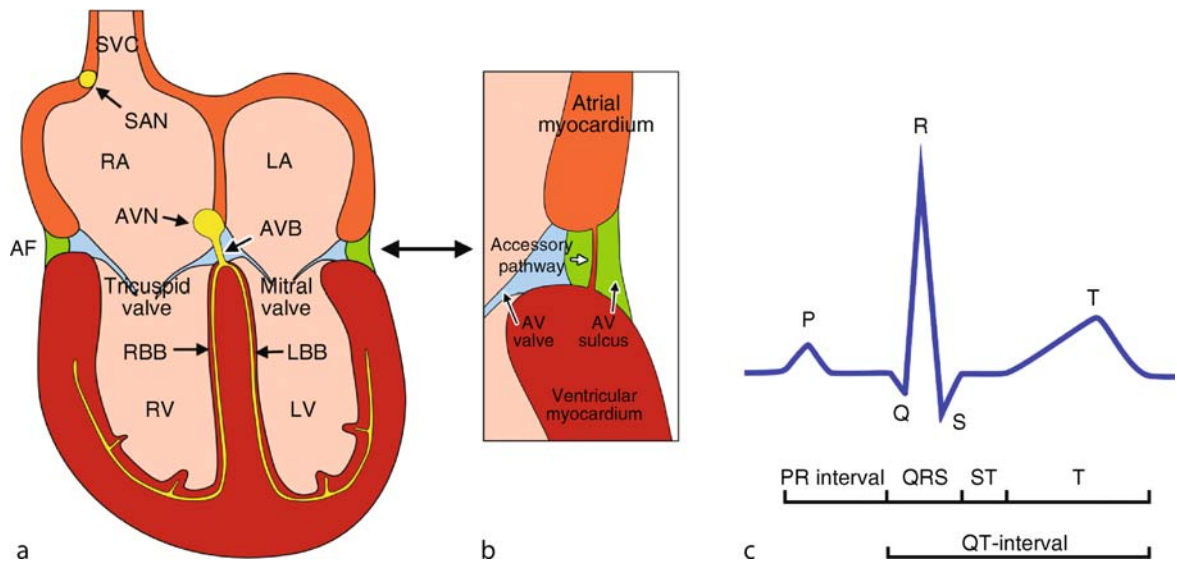 SVC
SAN
RA
LA
AVN
AVB
AF
Tricuspid
valve
Mitral
valve
RBB
LBB
RV
LV
a
Atrial
myocardium
Accessory
pathway
AV
valve
AV
sulcus
Ventricular
myocardium
b
R
P
T
Q
S
PR interval QRS ST T
QT-interval
c